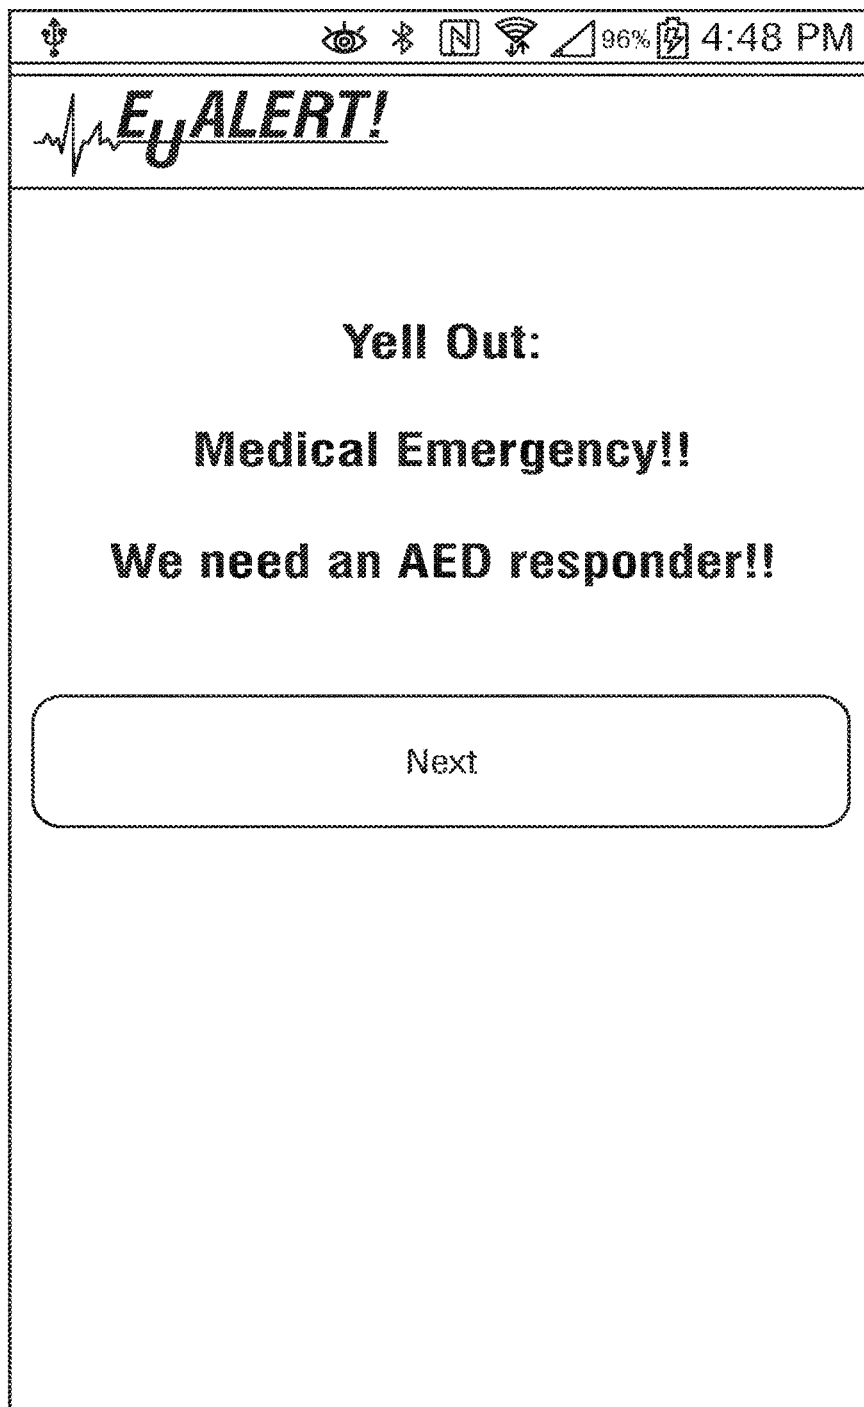 96% 4:48 PM
EUALERT!
Yell Out:
Medical Emergency!!
We need an AED responder!!
Next